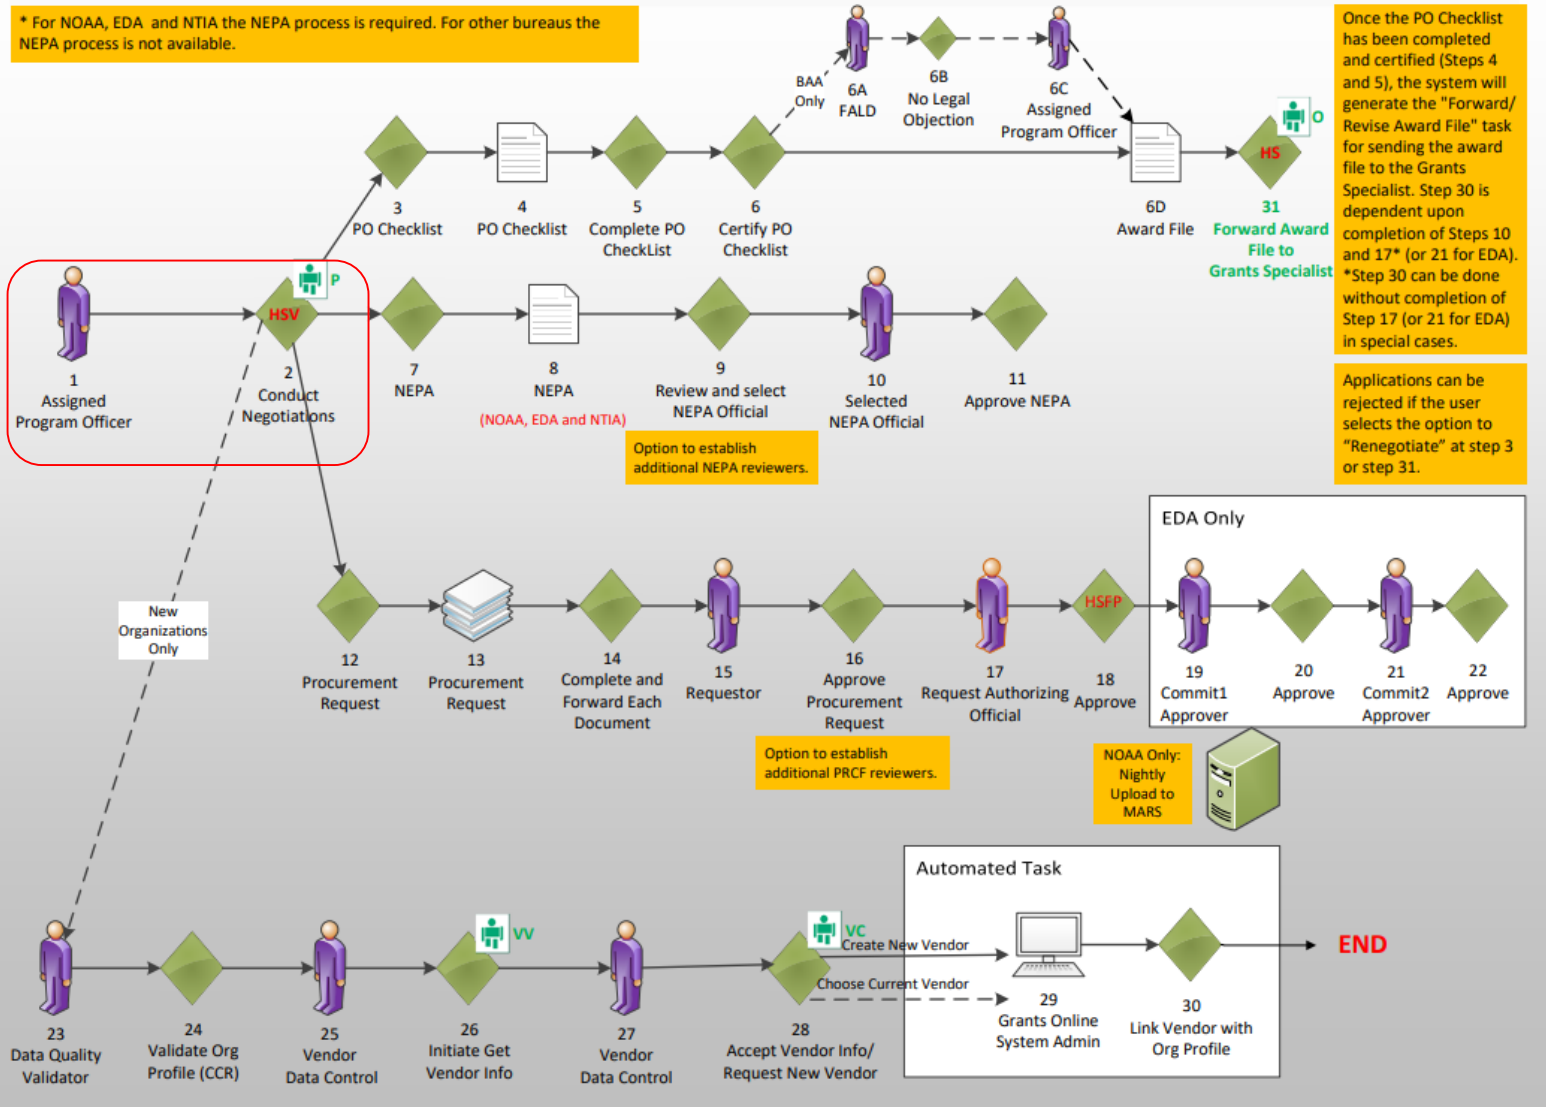 * For NOAA, EDA  and NTIA the NEPA process is required. For other bureaus the
NEPA process is not available.
BAA
Only
6A
FALD
6B
No Legal
Objection
6C
Assigned
Program Officer
Once the PO Checklist
has been completed
and certified (Steps 4
and 5), the system will
generate the "Forward/
Revise Award File" task
for sending the award
file to the Grants
Specialist. Step 30 is
dependent upon
completion of Steps 10
and 17* (or 21 for EDA).
*Step 30 can be done
without completion of
Step 17 (or 21 for EDA)
in special cases.
O
HS
3
PO Checklist
4
PO Checklist
5
Complete PO
CheckList
6
Certify PO
Checklist
6D
Award File
31
Forward Award
File to
Grants Specialist
P
HSV
1
Assigned
Program Officer
2
Conduct
Negotiations
7
NEPA
8
NEPA
(NOAA, EDA and NTIA)
9
Review and select
NEPA Official
Option to establish
additional NEPA reviewers.
10
Selected
NEPA Official
11
Approve NEPA
Applications can be
rejected if the user
selects the option to
“Renegotiate” at step 3
or step 31.
EDA Only
New
Organizations
Only
HSFP
12
Procurement
Request
13
Procurement
Request
14
Complete and
Forward Each
Document
15
Requestor
16
Approve
Procurement
Request
Option to establish
additional PRCF reviewers.
17
Request Authorizing
Official
18
Approve
19
Commit1
Approver
20
Approve
21
Commit2
Approver
22
Approve
NOAA Only:
Nightly
Upload to
MARS
Automated Task
VV
VC
Create New Vendor
Choose Current Vendor
END
23
Data Quality
Validator
24
Validate Org
Profile (CCR)
25
Vendor
Data Control
26
Initiate Get
Vendor Info
27
Vendor
Data Control
28
Accept Vendor Info/
Request New Vendor
29
Grants Online
System Admin
30
Link Vendor with
Org Profile